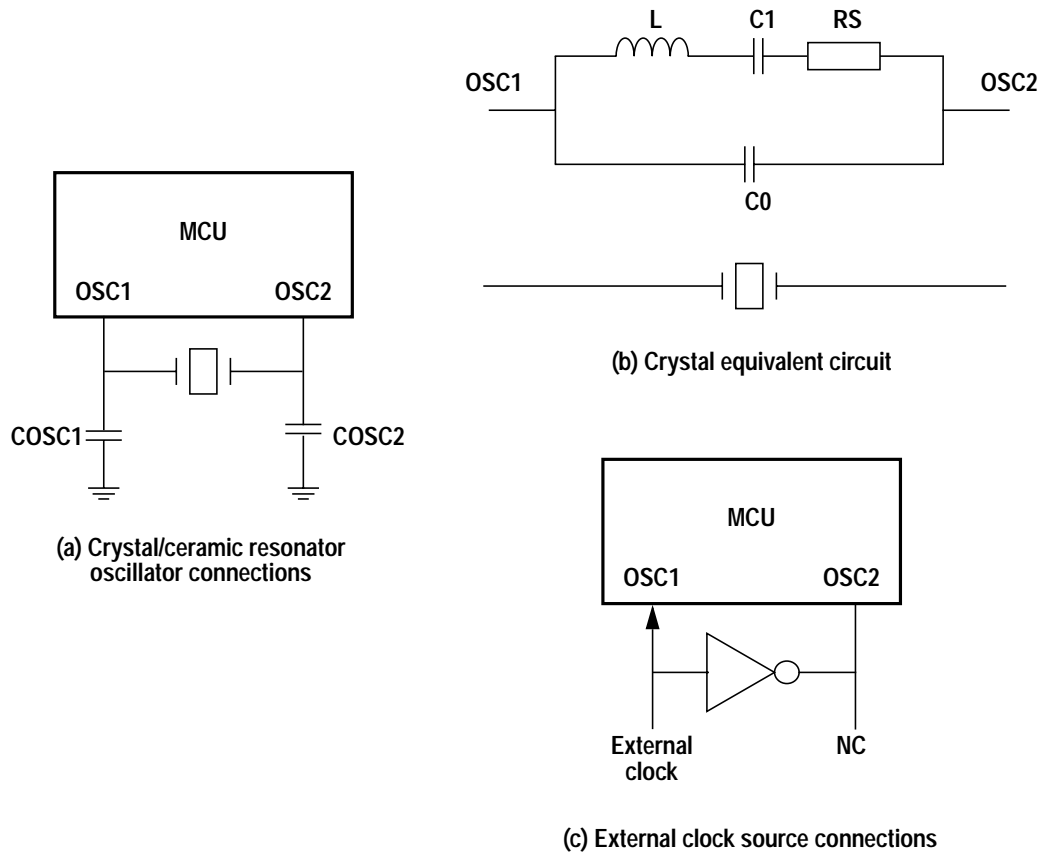 MCU
OSC1 OSC2
COSC1 COSC2
(a) Crystal/ceramic resonator
oscillator connections
L C1 RS
OSC1 OSC2
C0
(b) Crystal equivalent circuit
MCU
OSC1 OSC2
External NC
clock
(c) External clock source connections